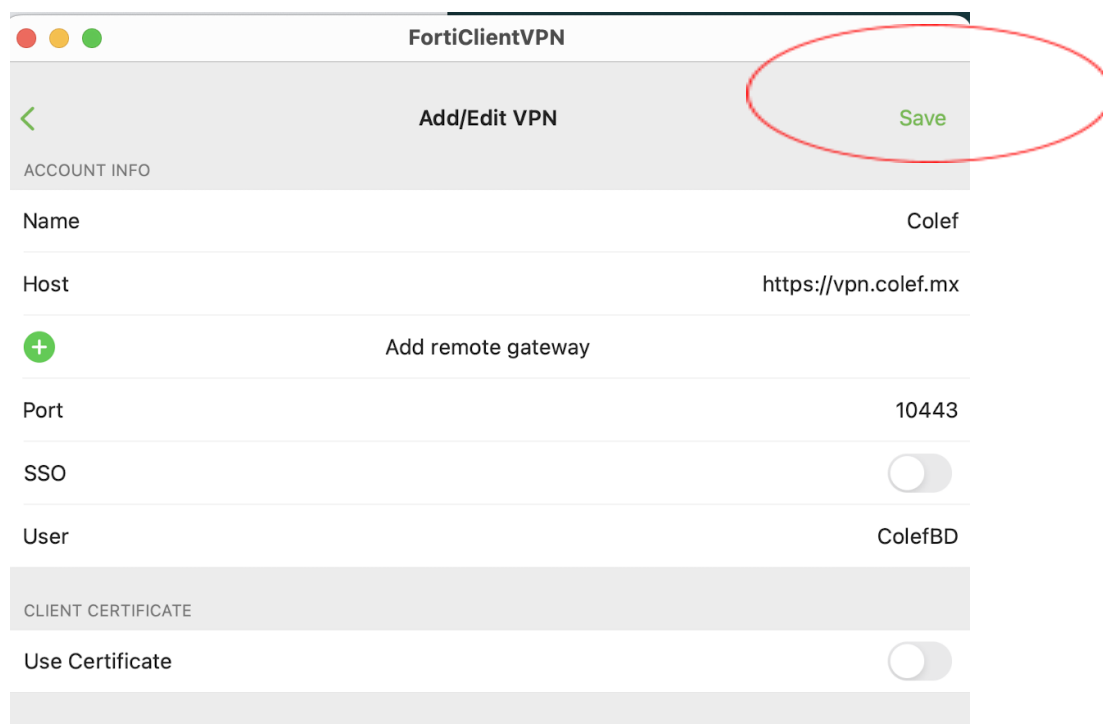 FortiClientVPN
Add/Edit VPN Save
ACCOUNT INFO
Name Colef
Host https://vpn.colef.mx
Add remote gateway
Port 10443
SSO
User ColefBD
CLIENT CERTIFICATE
Use Certificate